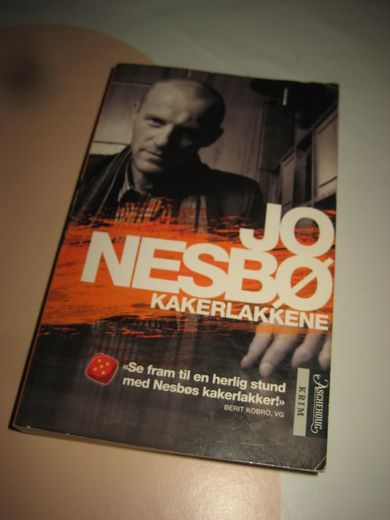 JO
NESBØ
KAKERLAKKENE
«Se fram til en herlig stund
med Nesbøs kakerlakker!»
BERIT KOBRO, VG
KRIM
ASCHEHOUG